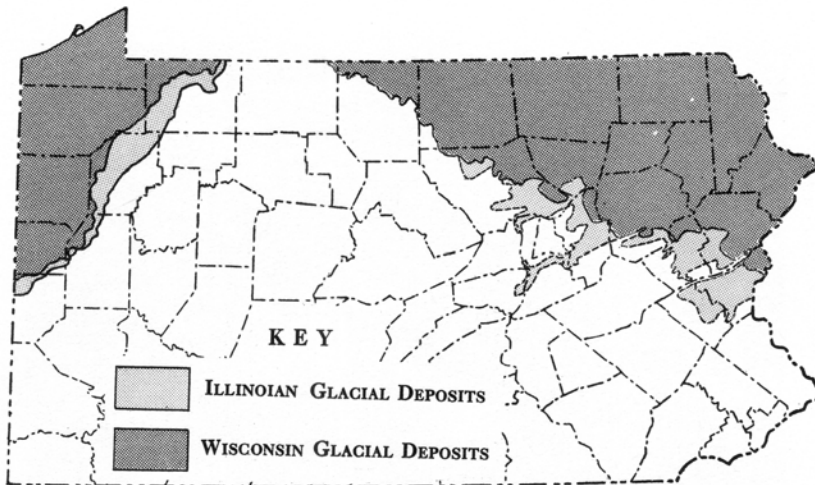 KEY
ILLINOIAN GLACIAL DEPOSITS
WISCONSIN GLACIAL DEPOSITS